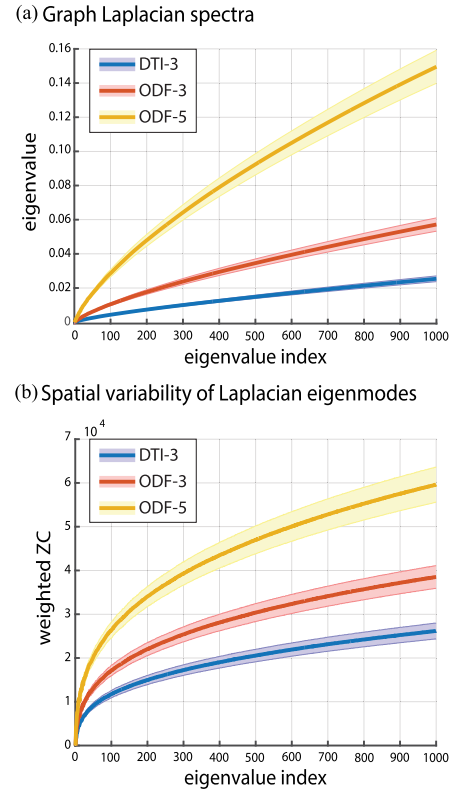 (a) Graph Laplacian spectra
0.16
0.14
0.12
0.10
0.08
0.06
0.04
0.02
0
eigenvalue
DTI-3
ODF-3
ODF-5
0 100 200 300 400 500 600 700 800 900 1000
eigenvalue index
(b) Spatial variability of Laplacian eigenmodes
10 4
7
6
5
4
3
2
1
0
weighted ZC
DTI-3
ODF-3
ODF-5
0 100 200 300 400 500 600 700 800 900 1000
eigenvalue index